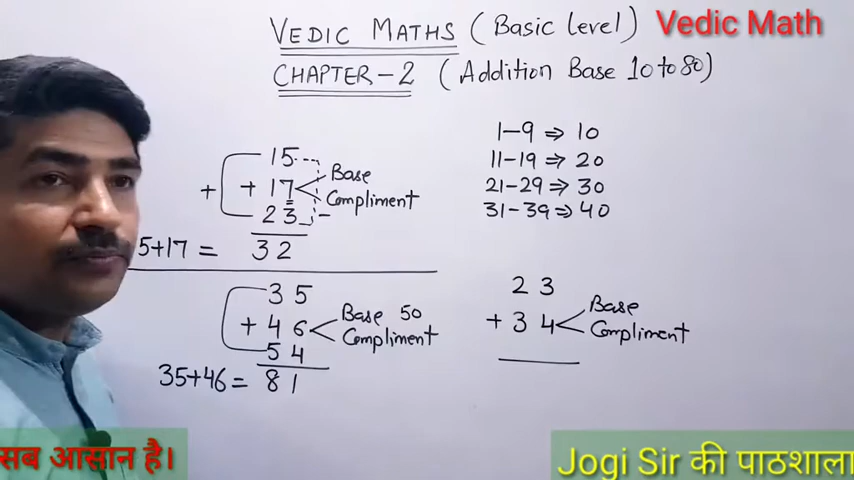 VEDIC MATHS (Basic Level)
Vedic Math
CHAPTER-2 (Addition Base 10 to 80)
1-9 ⇒ 10
11-19 ⇒ 20
21-29 ⇒ 30
31-39 ⇒ 40
15
+ + 17 Base
Compliment
23 -
5+17 = 32
35
+ 46 Base 50
Compliment
54
35+46 = 81
23
+ 34 Base
Compliment
सब आसान है।
Jogi Sir की पाठशाला